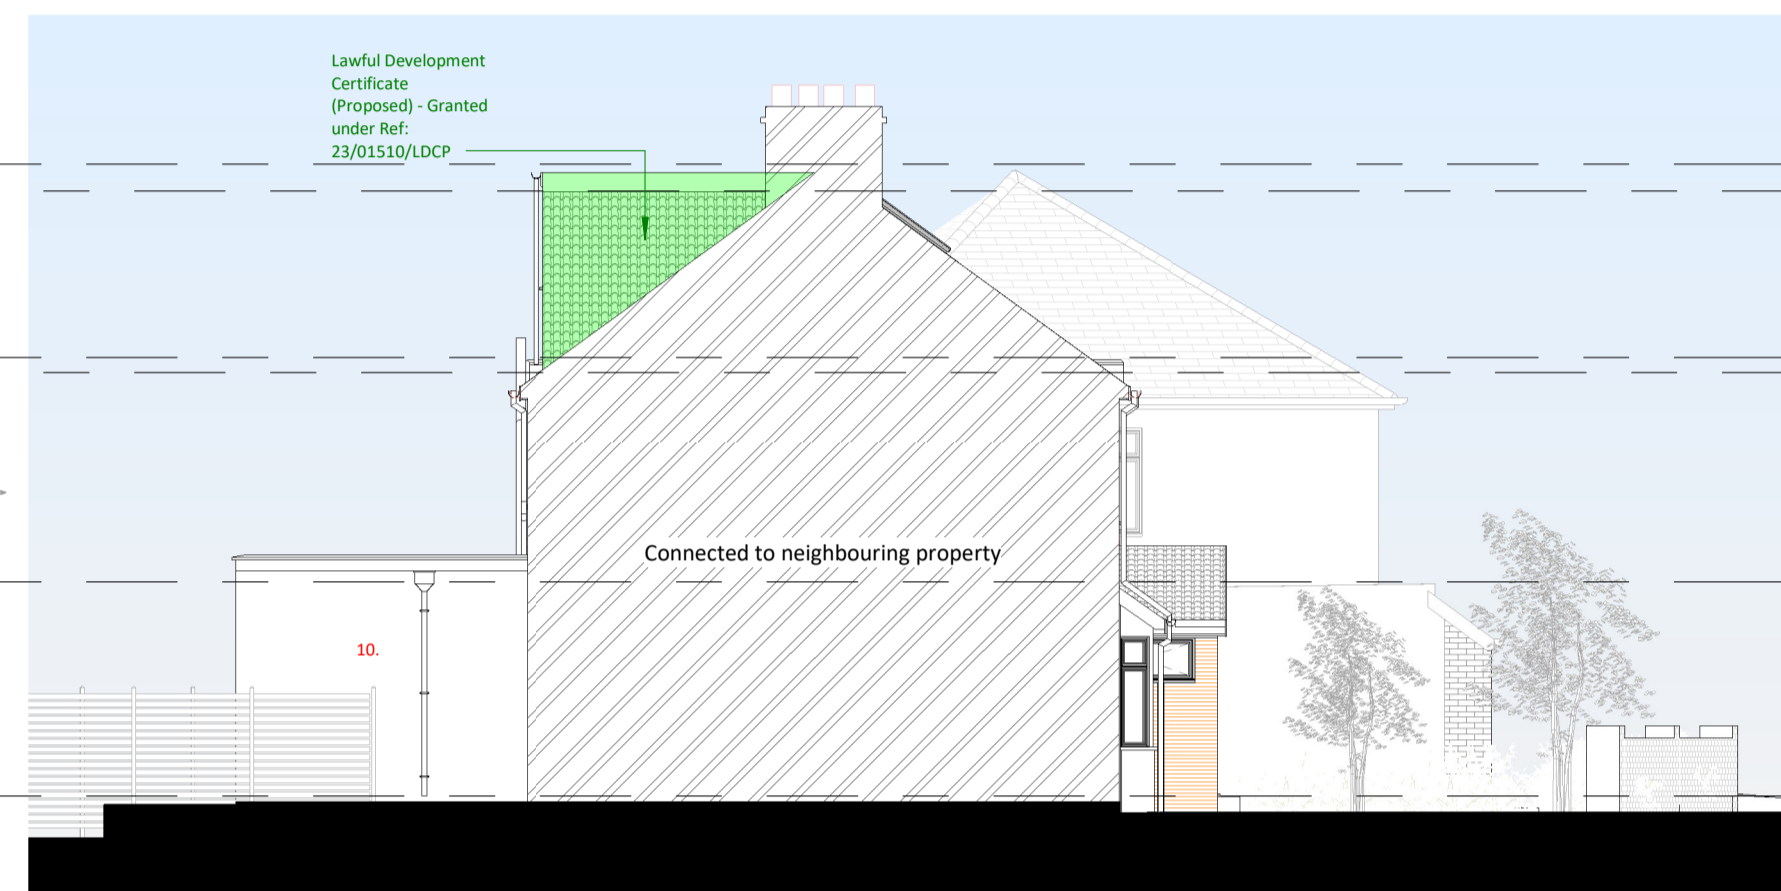 Lawful Development
Certificate
(Proposed) - Granted
under Ref:
23/01510/LDCP
Connected to neighbouring property
10.